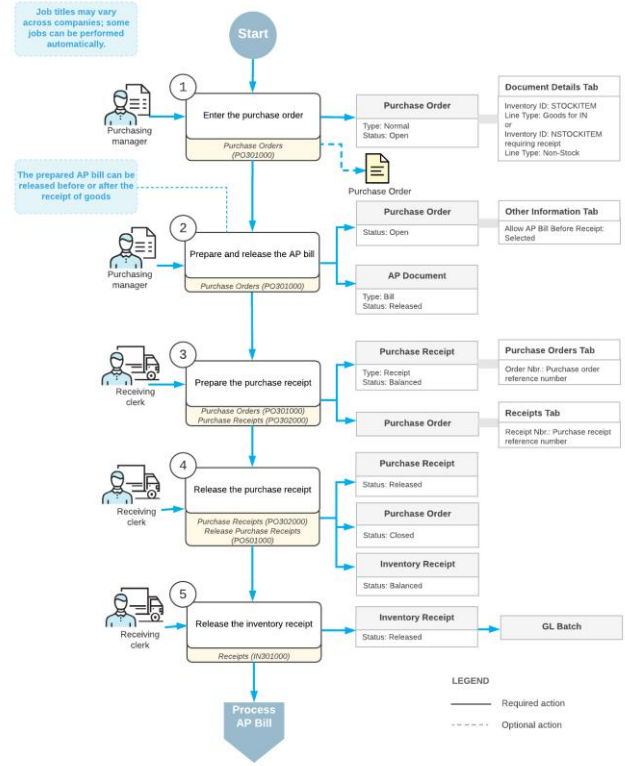 Job titles may vary
across companies; some
jobs can be performed
automatically.
Start
1
Enter the purchase order
Purchase Orders
(PO301000)
Purchasing
manager
Purchase Order
Type: Normal
Status: Open
Document Details Tab
Inventory ID: STOCKITEM
Line Type: Goods for IN
or
Inventory ID: NSTOCKITEM
requiring receipt
Line Type: Non-Stock
Purchase Order
The prepared AP bill can be
released before or after the
receipt of goods
2
Prepare and release the AP bill
Purchase Orders (PO301000)
Purchasing
manager
Purchase Order
Status: Open
Other Information Tab
Allow AP Bill Before Receipt:
Selected
AP Document
Type: Bill
Status: Released
3
Prepare the purchase receipt
Purchase Orders (PO301000)
Purchase Receipts (PO302000)
Receiving
clerk
Purchase Receipt
Type: Receipt
Status: Balanced
Purchase Orders Tab
Order Nbr.: Purchase order
reference number
Purchase Order
Receipts Tab
Receipt Nbr.: Purchase receipt
reference number
4
Release the purchase receipt
Purchase Receipts (PO302000)
Release Purchase Receipts
(PO501000)
Receiving
clerk
Purchase Receipt
Status: Released
Purchase Order
Status: Closed
Inventory Receipt
Status: Balanced
5
Release the inventory receipt
Receipts (IN301000)
Receiving
clerk
Inventory Receipt
Status: Released
GL Batch
Process
AP Bill
LEGEND
Required action
Optional action